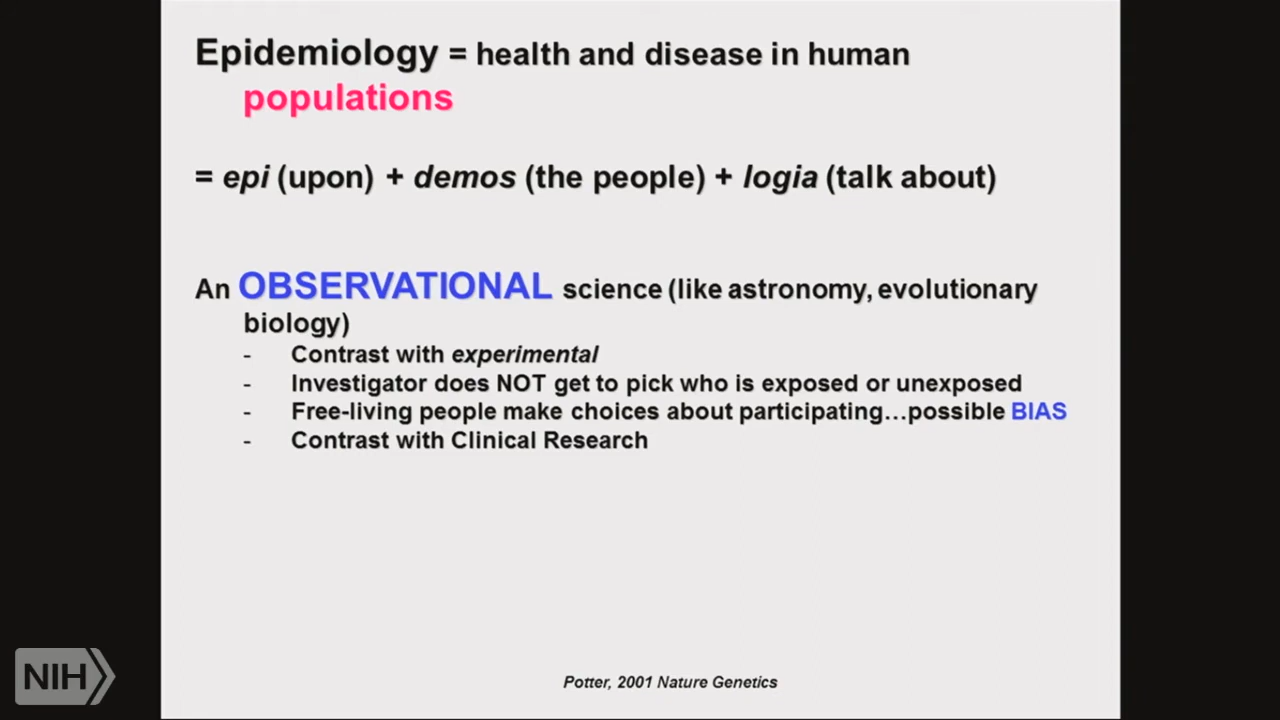 Epidemiology = health and disease in human
populations
= epi (upon) + demos (the people) + logia (talk about)
An OBSERVATIONAL science (like astronomy, evolutionary
biology)
- Contrast with experimental
- Investigator does NOT get to pick who is exposed or unexposed
- Free-living people make choices about participating…possible BIAS
- Contrast with Clinical Research
Potter, 2001 Nature Genetics
NIH